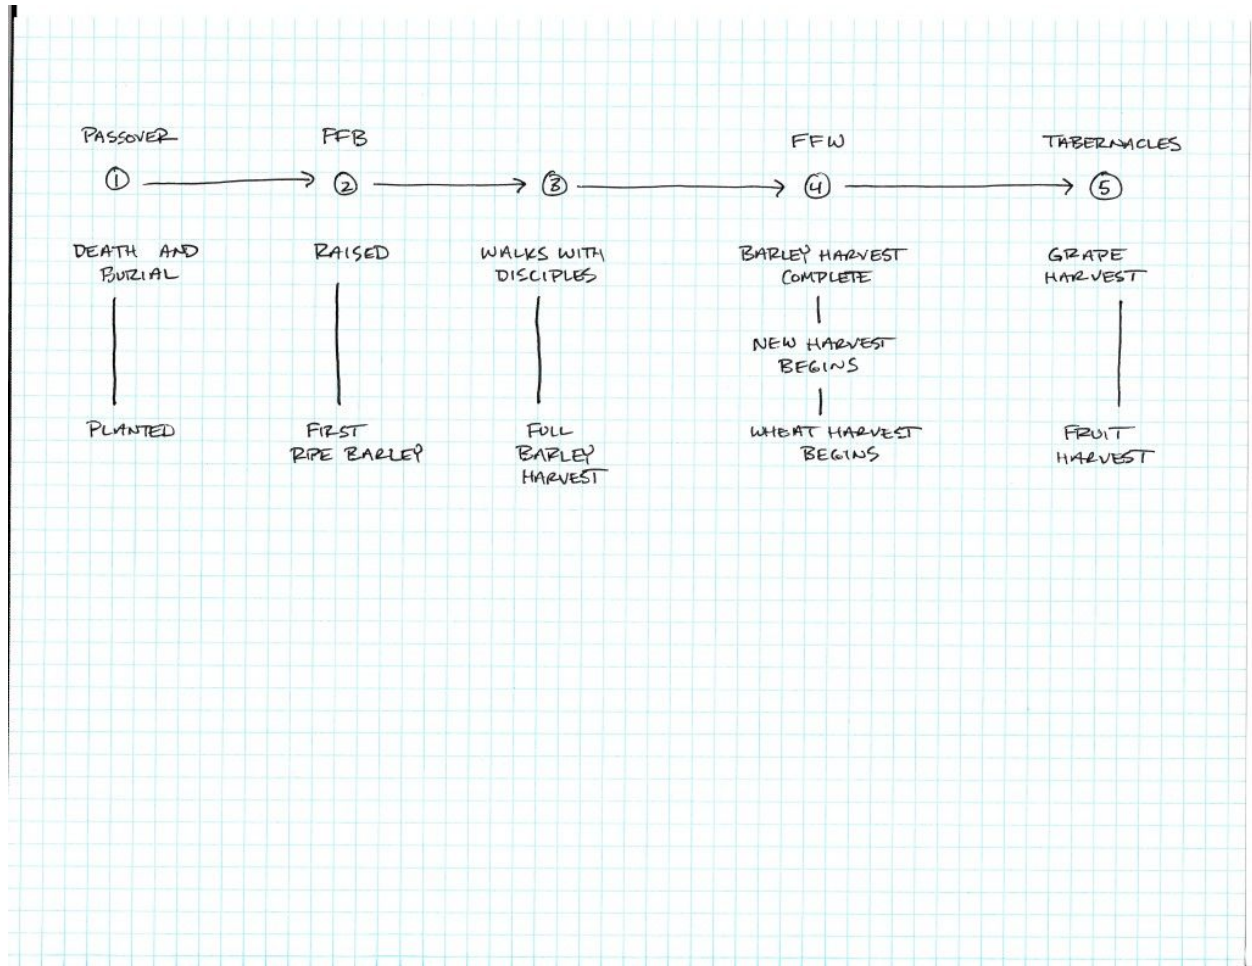 PASSOVER FFB FFW TABERNACLES
1 2 3 4 5
DEATH AND
BURIAL
RAISED
WALKS WITH
DISCIPLES
BARLEY HARVEST
COMPLETE
GRAPE
HARVEST
NEW HARVEST
BEGINS
PLANTED
FIRST
RIPE BARLEY
FULL
BARLEY
HARVEST
WHEAT HARVEST
BEGINS
FRUIT
HARVEST